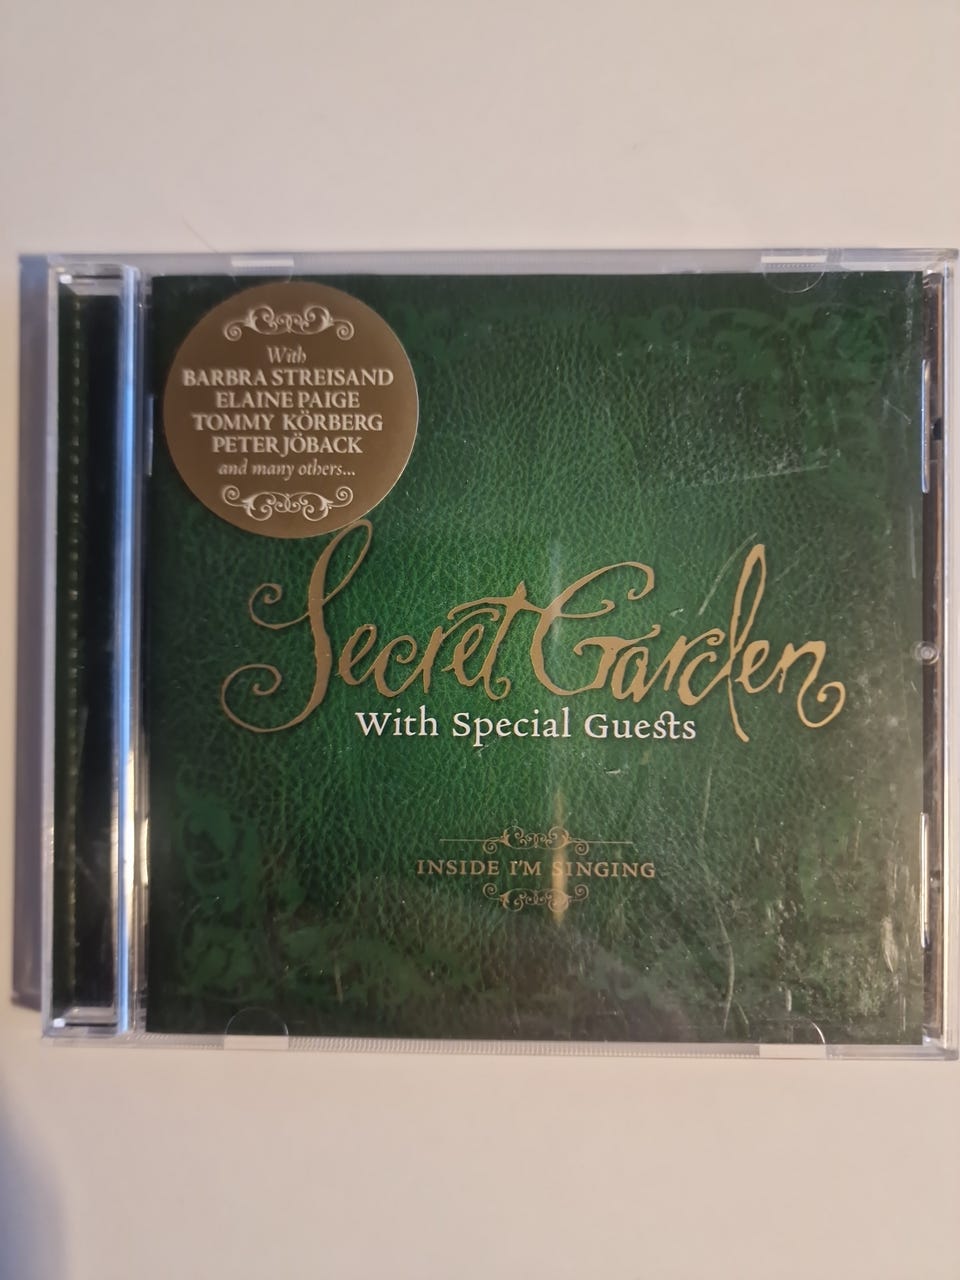 With
BARBRA STREISAND
ELAINE PAIGE
TOMMY KÖRBERG
PETER JÖBACK
and many others...
Secret Garden
With Special Guests
INSIDE I'M SINGING